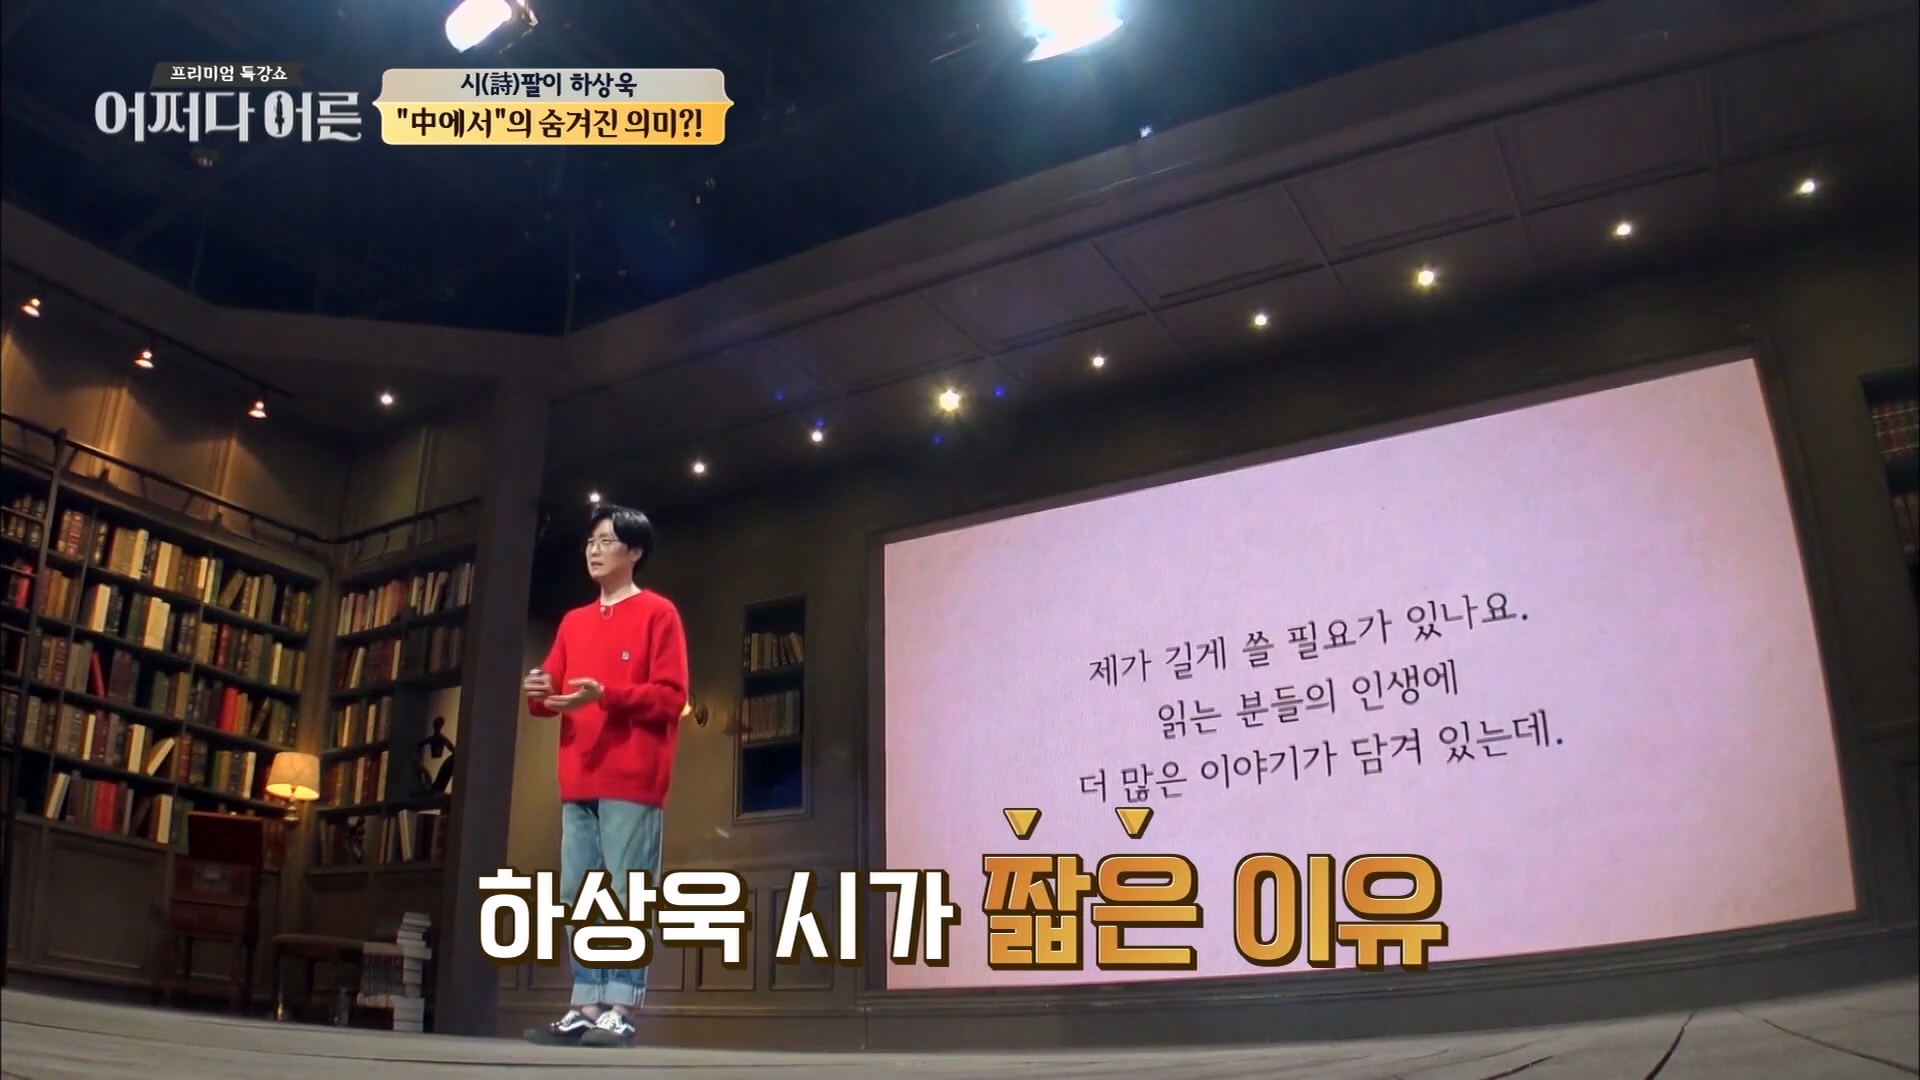 프리미엄 특강쇼
어쩌다 어른
시(詩)팔이 하상욱
"中에서"의 숨겨진 의미?!
제가 길게 쓸 필요가 있나요.
읽는 분들의 인생에
더 많은 이야기가 담겨 있는데.
하상욱 시가 짧은 이유